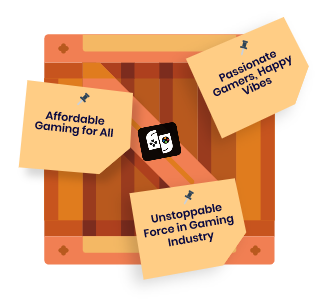 Passionate
Gamers, Happy
Vibes
Affordable
Gaming for All
Unstoppable
Force in Gaming
Industry